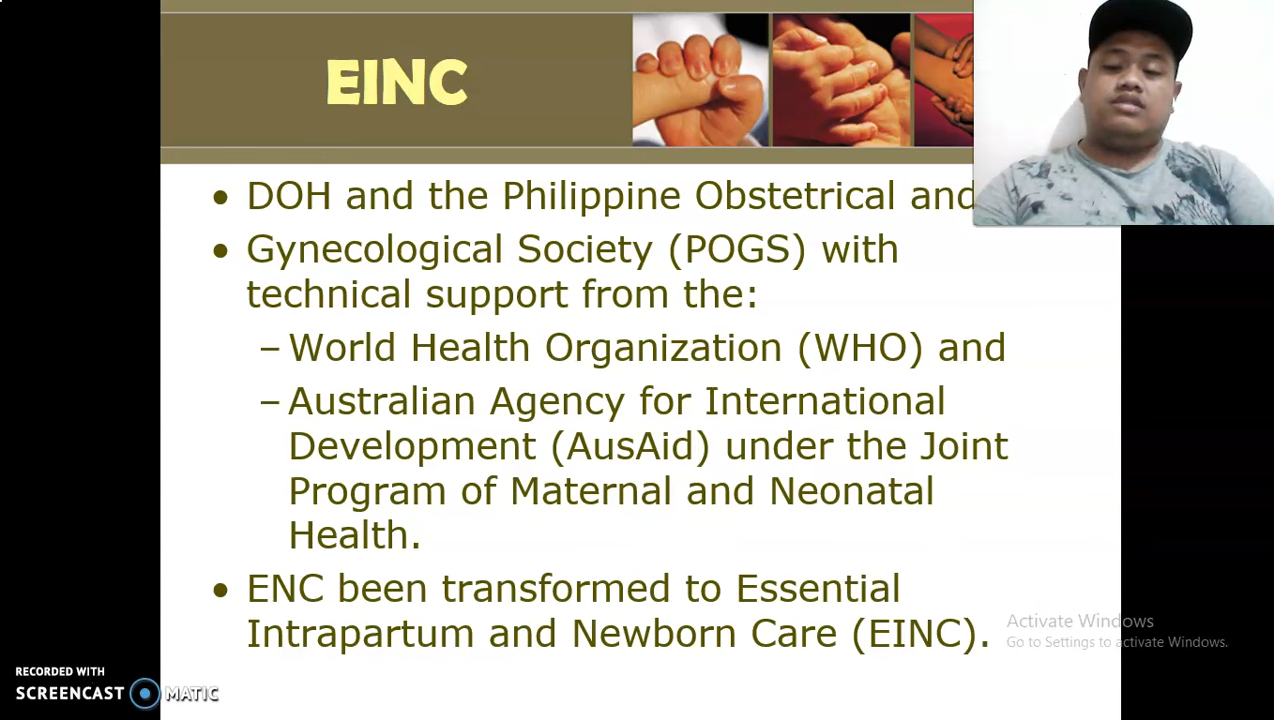 EINC
• DOH and the Philippine Obstetrical and
• Gynecological Society (POGS) with
technical support from the:
– World Health Organization (WHO) and
– Australian Agency for International
Development (AusAid) under the Joint
Program of Maternal and Neonatal
Health.
• ENC been transformed to Essential
Intrapartum and Newborn Care (EINC).
Activate Windows
Go to Settings to activate Windows.
RECORDED WITH
SCREENCAST MATIC